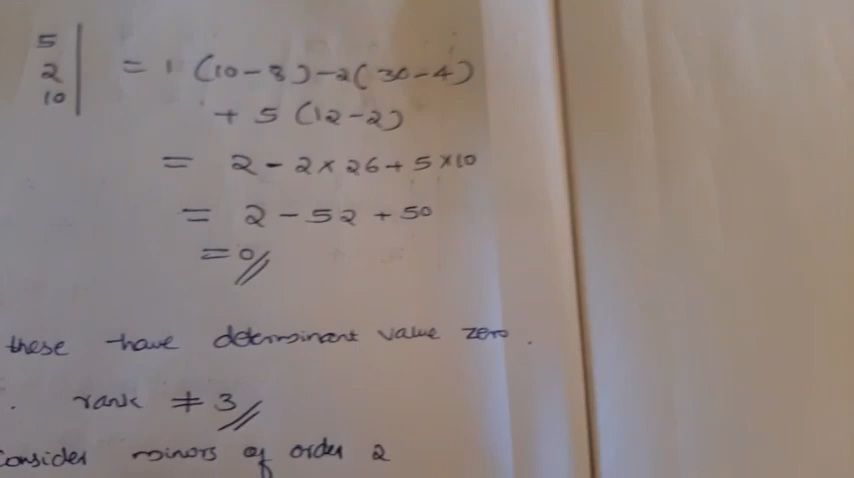 5
2 = 1 (10-8)-2(30-4)
10
+ 5 (12-2)
= 2 - 2×26+5×10
= 2 - 52 + 50
= 0//
these have determinant value zero.
. rank ≠ 3//
Consider minors of order 2